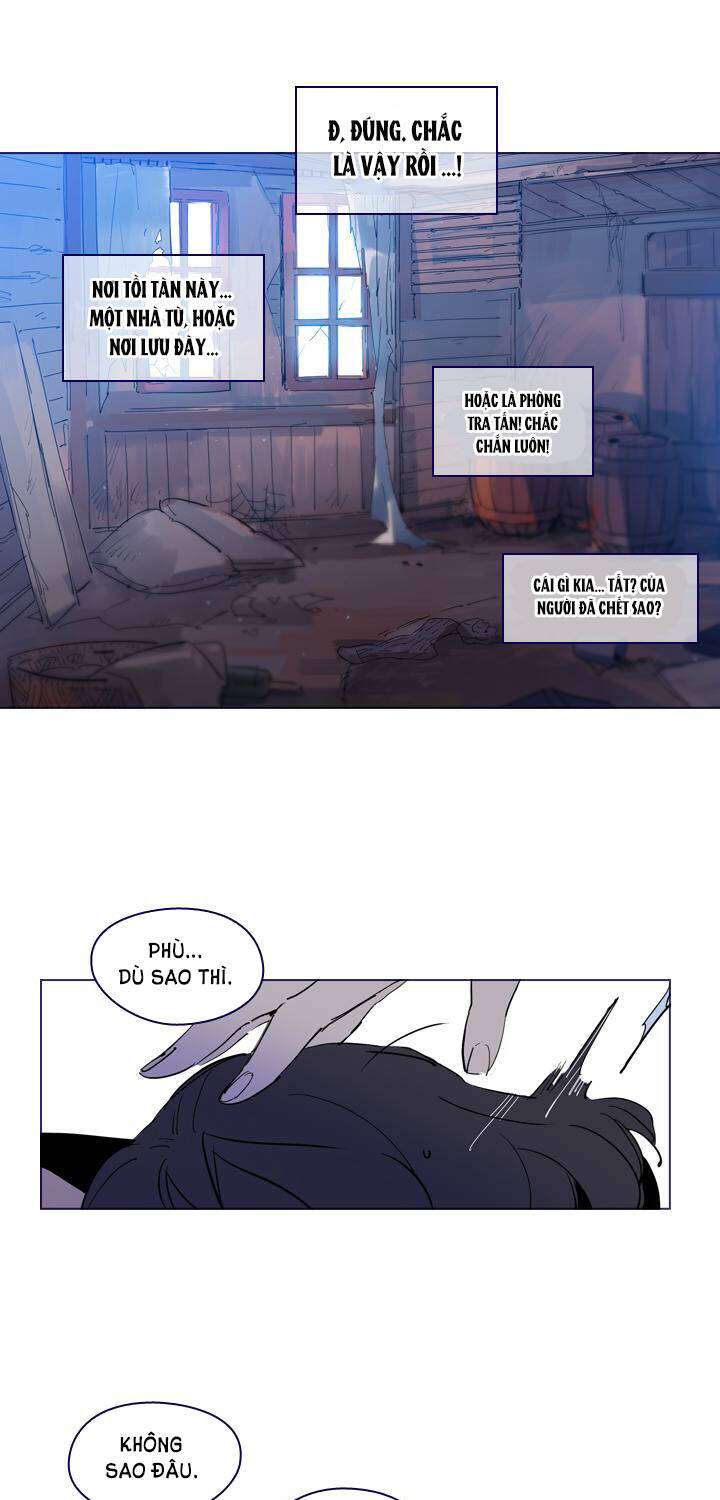 Đ, ĐÚNG. CHẮC
LÀ VẬY RỒI ...!
NƠI TỒI TÀN NÀY...
MỘT NHÀ TÙ, HOẶC
NƠI LƯU ĐÀY...
HOẶC LÀ PHÒNG
TRA TẤN! CHẮC
CHẮN LUÔN!
CÁI GÌ KIA... TẤT? CỦA
NGƯỜI ĐÃ CHẾT SAO?
PHÙ...
DÙ SAO THÌ.
KHÔNG
SAO ĐÂU.